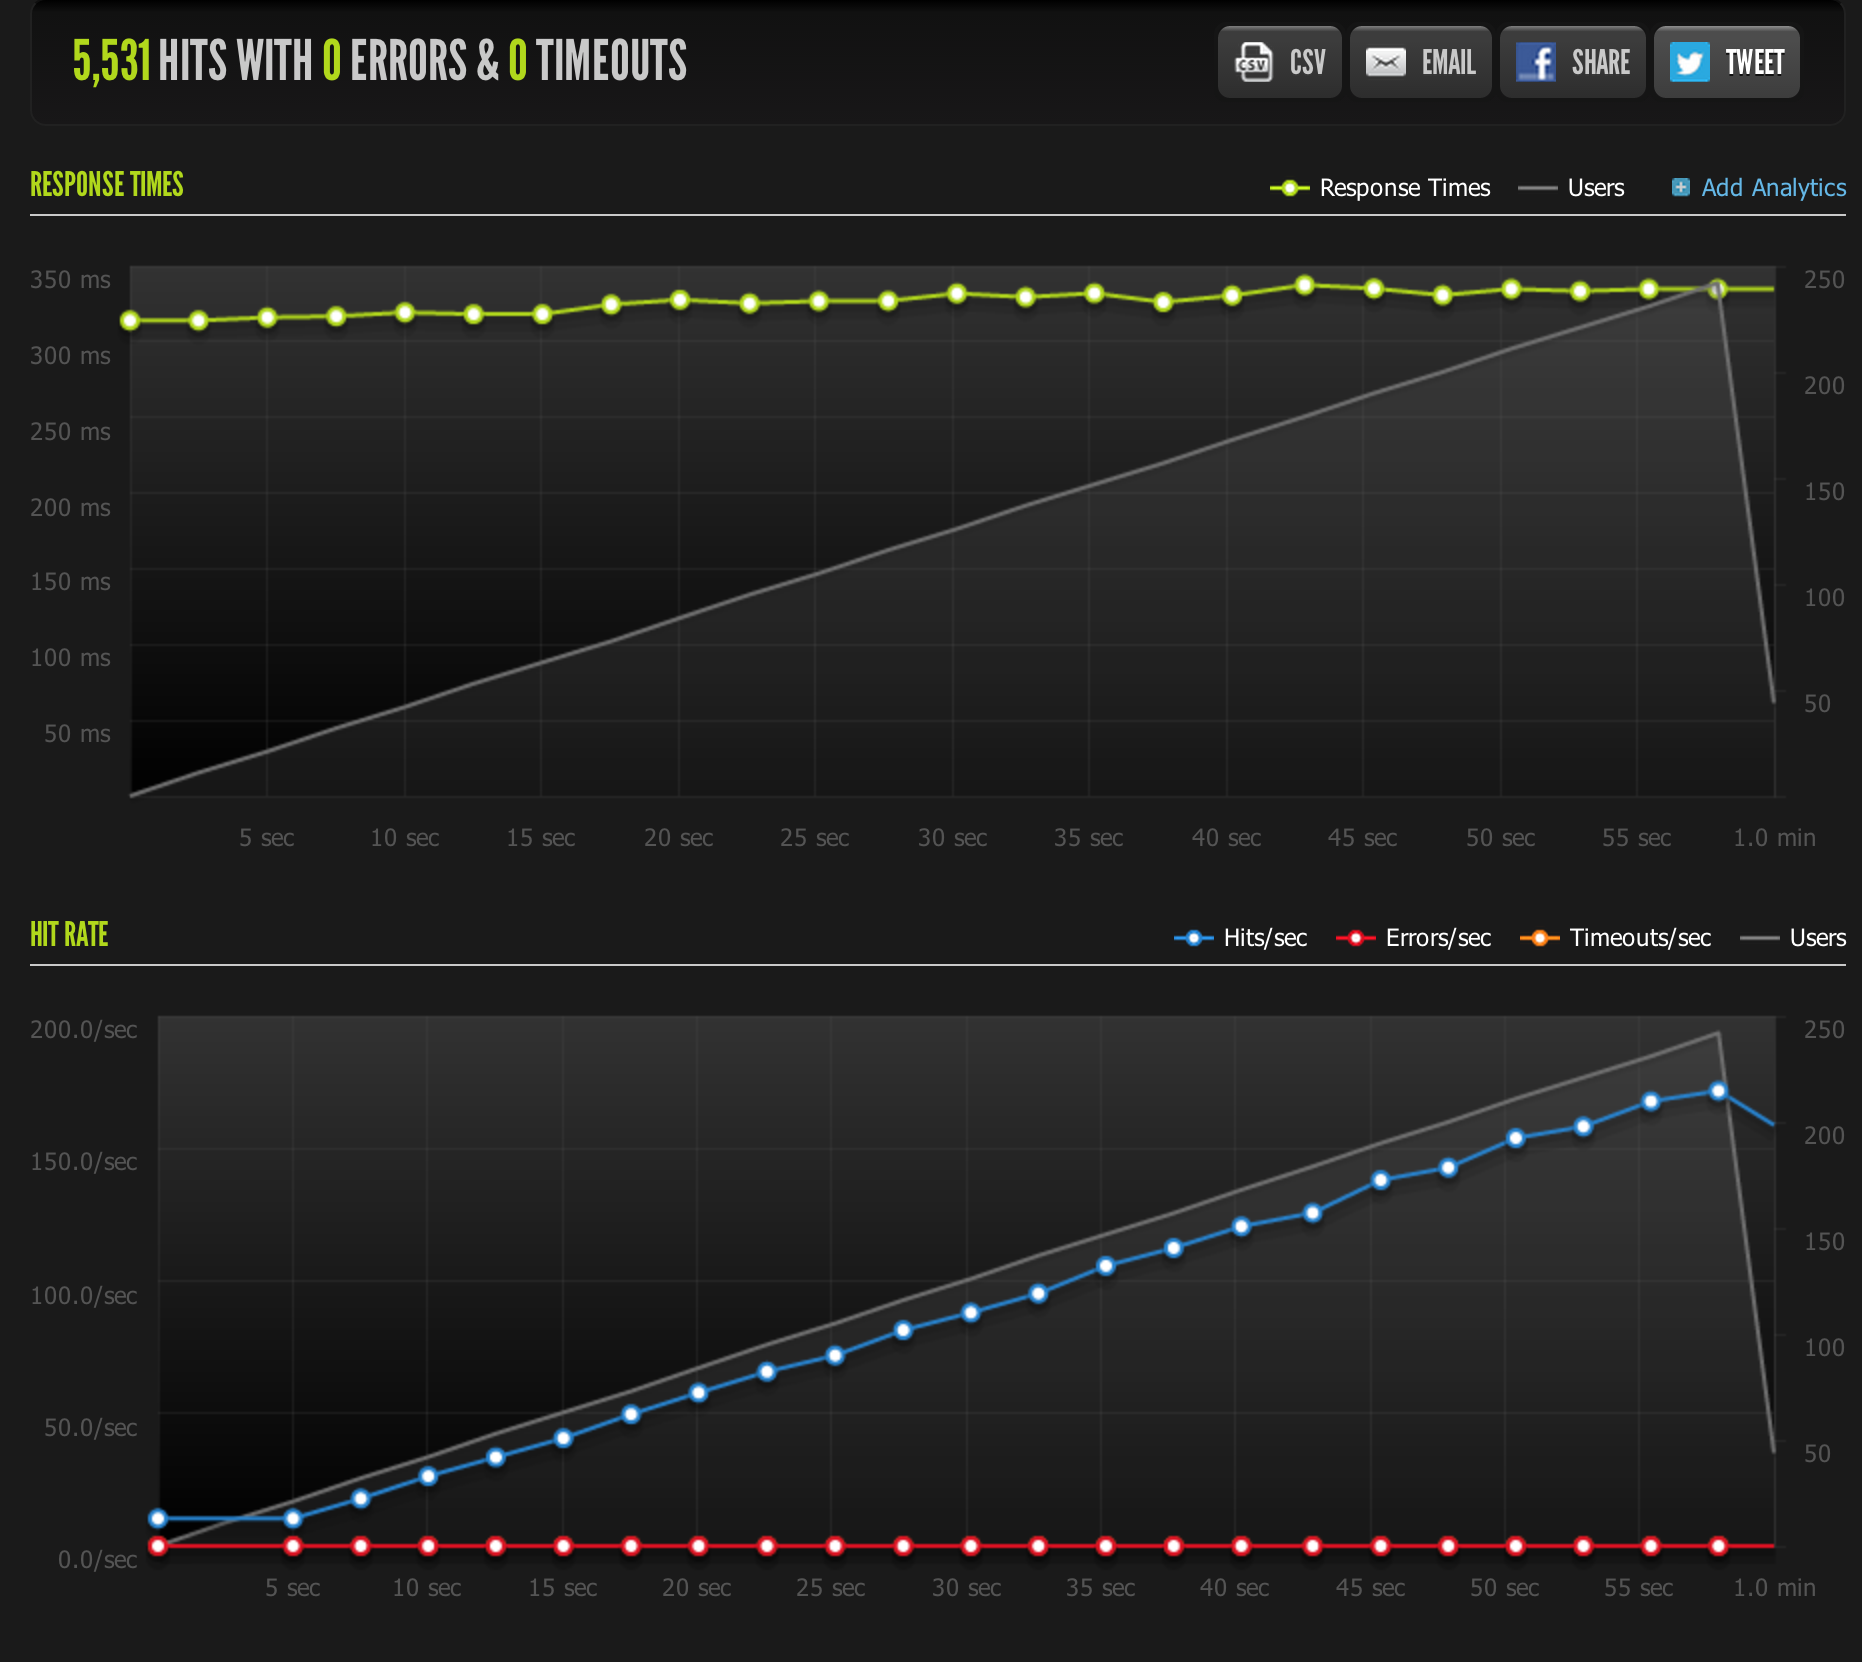 5,531 HITS WITH 0 ERRORS & 0 TIMEOUTS
CSV CSV EMAIL SHARE TWEET
RESPONSE TIMES
Response Times Users Add Analytics
350 ms 250
300 ms
250 ms 200
200 ms 150
150 ms 100
100 ms
50 ms 50
5 sec 10 sec 15 sec 20 sec 25 sec 30 sec 35 sec 40 sec 45 sec 50 sec 55 sec 1.0 min
HIT RATE
Hits/sec Errors/sec Timeouts/sec Users
200.0/sec 250
150.0/sec 200
100.0/sec 150
100
50.0/sec 50
0.0/sec
5 sec 10 sec 15 sec 20 sec 25 sec 30 sec 35 sec 40 sec 45 sec 50 sec 55 sec 1.0 min